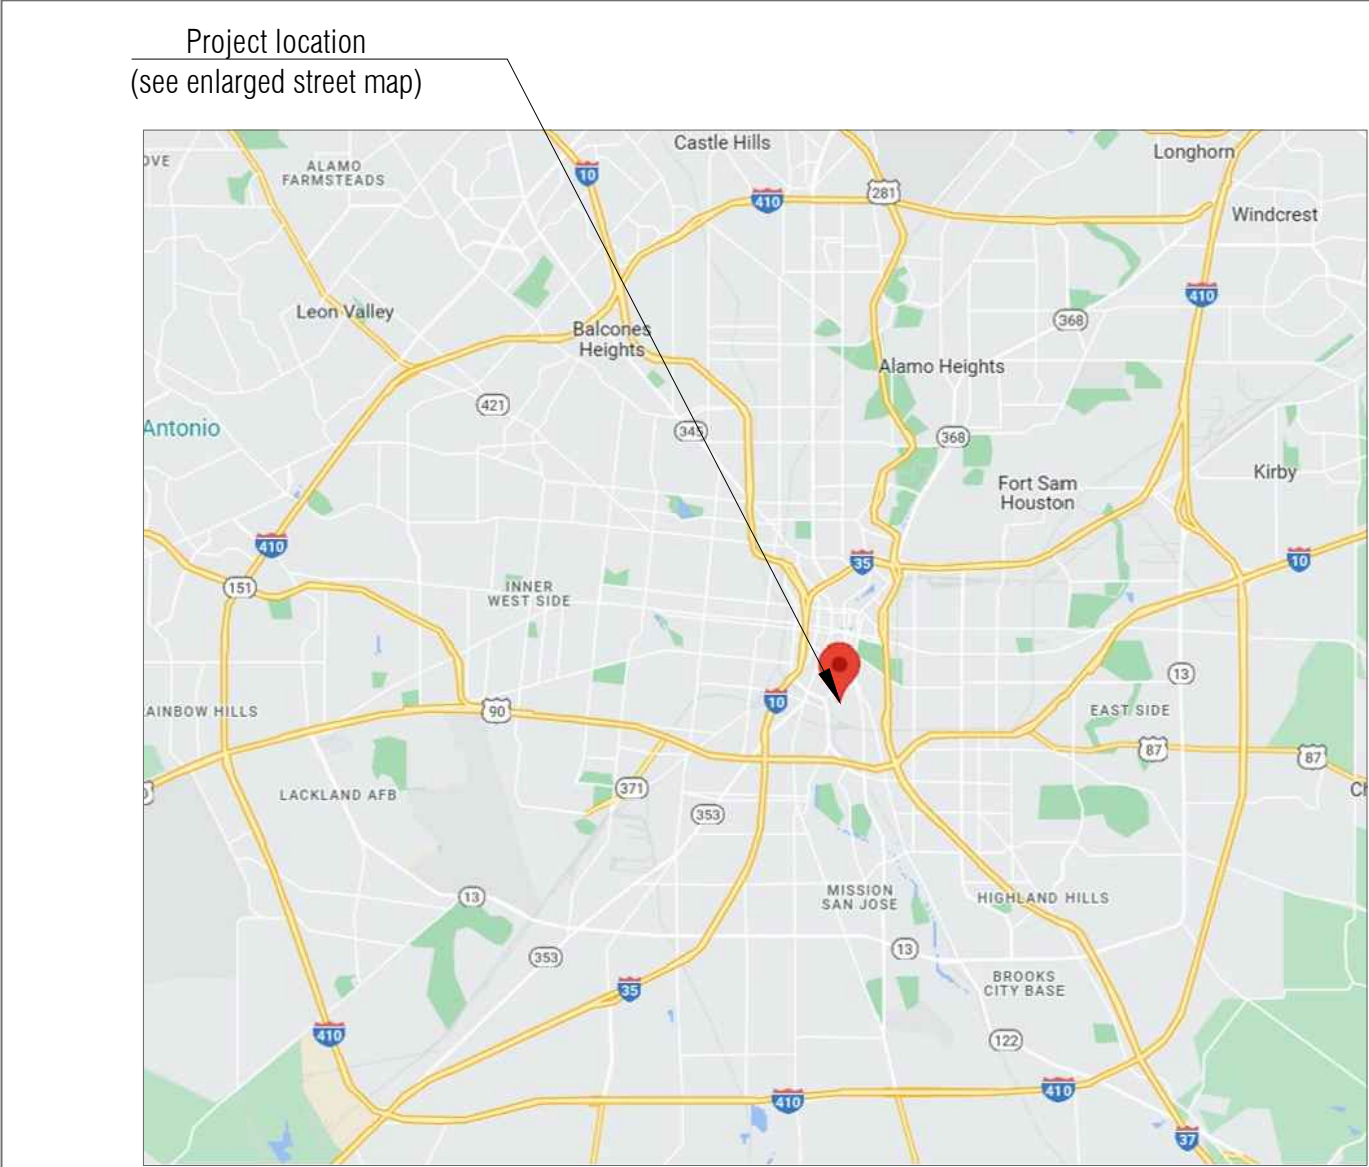 Project location
(see enlarged street map)
Castle Hills
Longhorn
OVE
ALAMO
FARMSTEADS
10
410
281
Windcrest
410
Leon Valley
368
Balcones
Heights
Alamo Heights
421
Antonio
345
368
Kirby
Fort Sam
Houston
410
35
10
151
INNER
WEST SIDE
13
10
90
RAINBOW HILLS
EAST SIDE
87
87
371
LACKLAND AFB
353
13
MISSION
SAN JOSE
HIGHLAND HILLS
13
353
35
BROOKS
CITY BASE
410
122
410
410
37